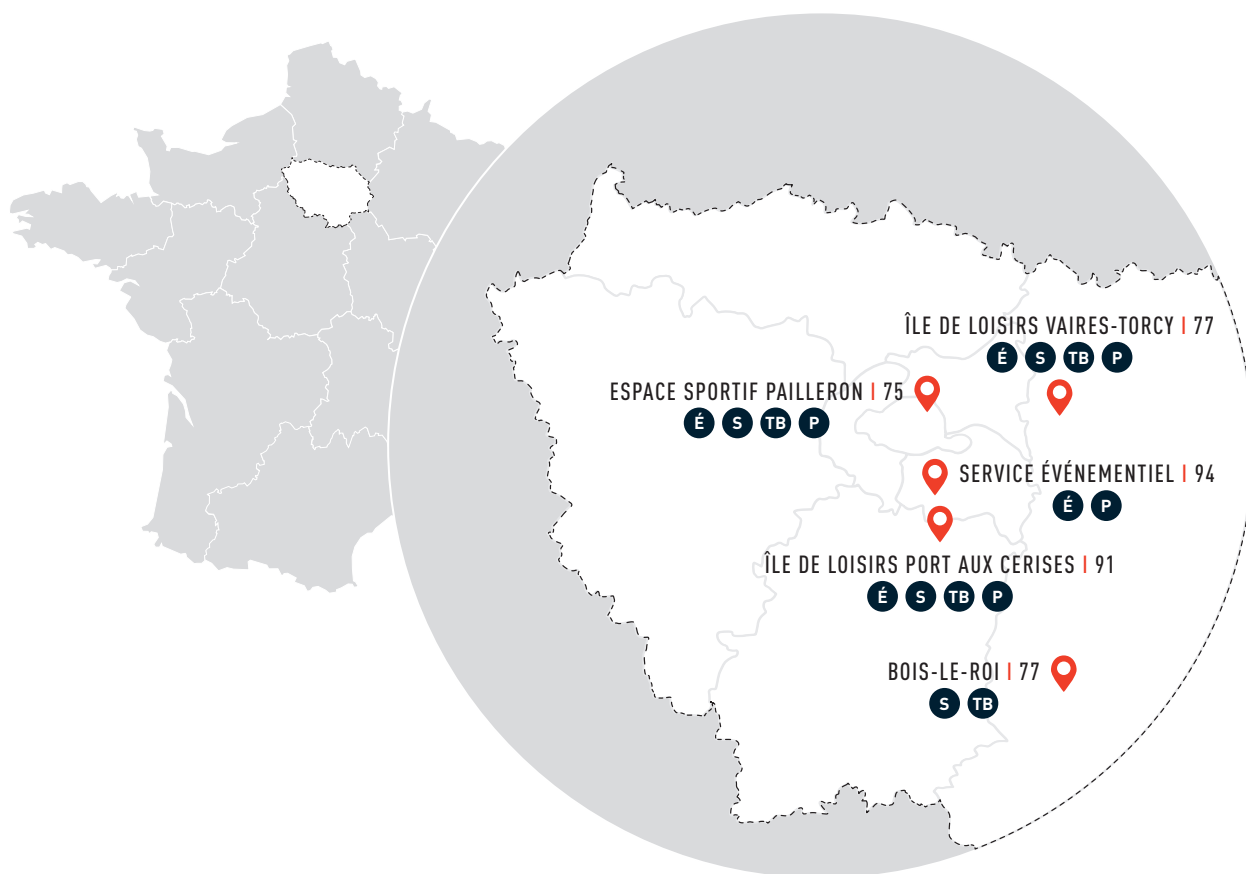 ÎLE DE LOISIRS VAIRES-TORCY | 77
É S TB P
ESPACE SPORTIF PAILLERON | 75
É S TB P
SERVICE ÉVÉNEMENTIEL | 94
É P
ÎLE DE LOISIRS PORT AUX CERISES | 91
É S TB P
BOIS-LE-ROI | 77
S TB